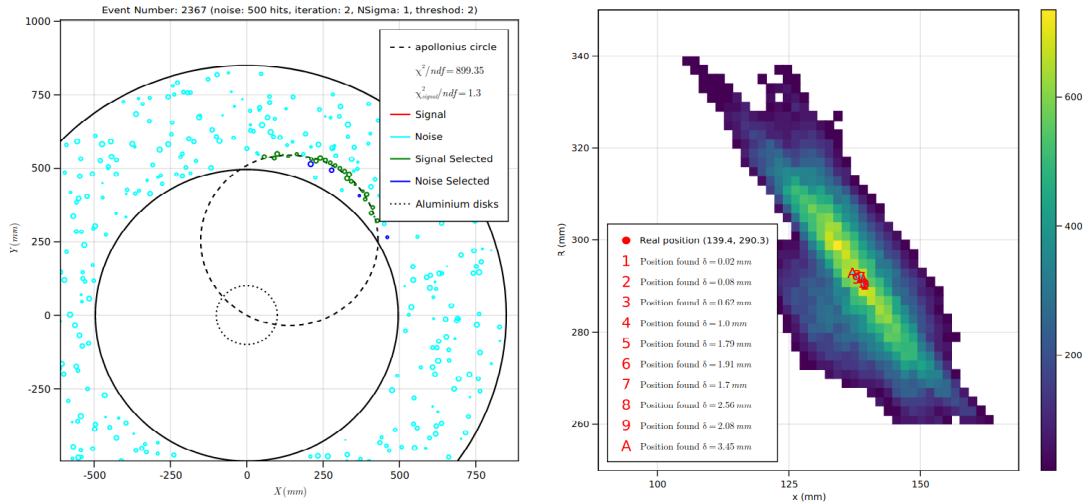 Event Number: 2367 (noise: 500 hits, iteration: 2, NSigma: 1, threshod: 2)
1000
750
500
250
0
-250
Y(mm)
-500
-250
0
250
500
750
X(mm)
apollonius circle
χ²/ndf = 899.35
χ²signal/ndf = 1.3
Signal
Noise
Signal Selected
Noise Selected
Aluminium disks
340
320
300
280
260
R (mm)
100
125
150
x (mm)
Real position (139.4, 290.3)
1 Position found δ = 0.02 mm
2 Position found δ = 0.08 mm
3 Position found δ = 0.62 mm
4 Position found δ = 1.0 mm
5 Position found δ = 1.79 mm
6 Position found δ = 1.91 mm
7 Position found δ = 1.7 mm
8 Position found δ = 2.56 mm
9 Position found δ = 2.08 mm
A Position found δ = 3.45 mm
A
600
400
200